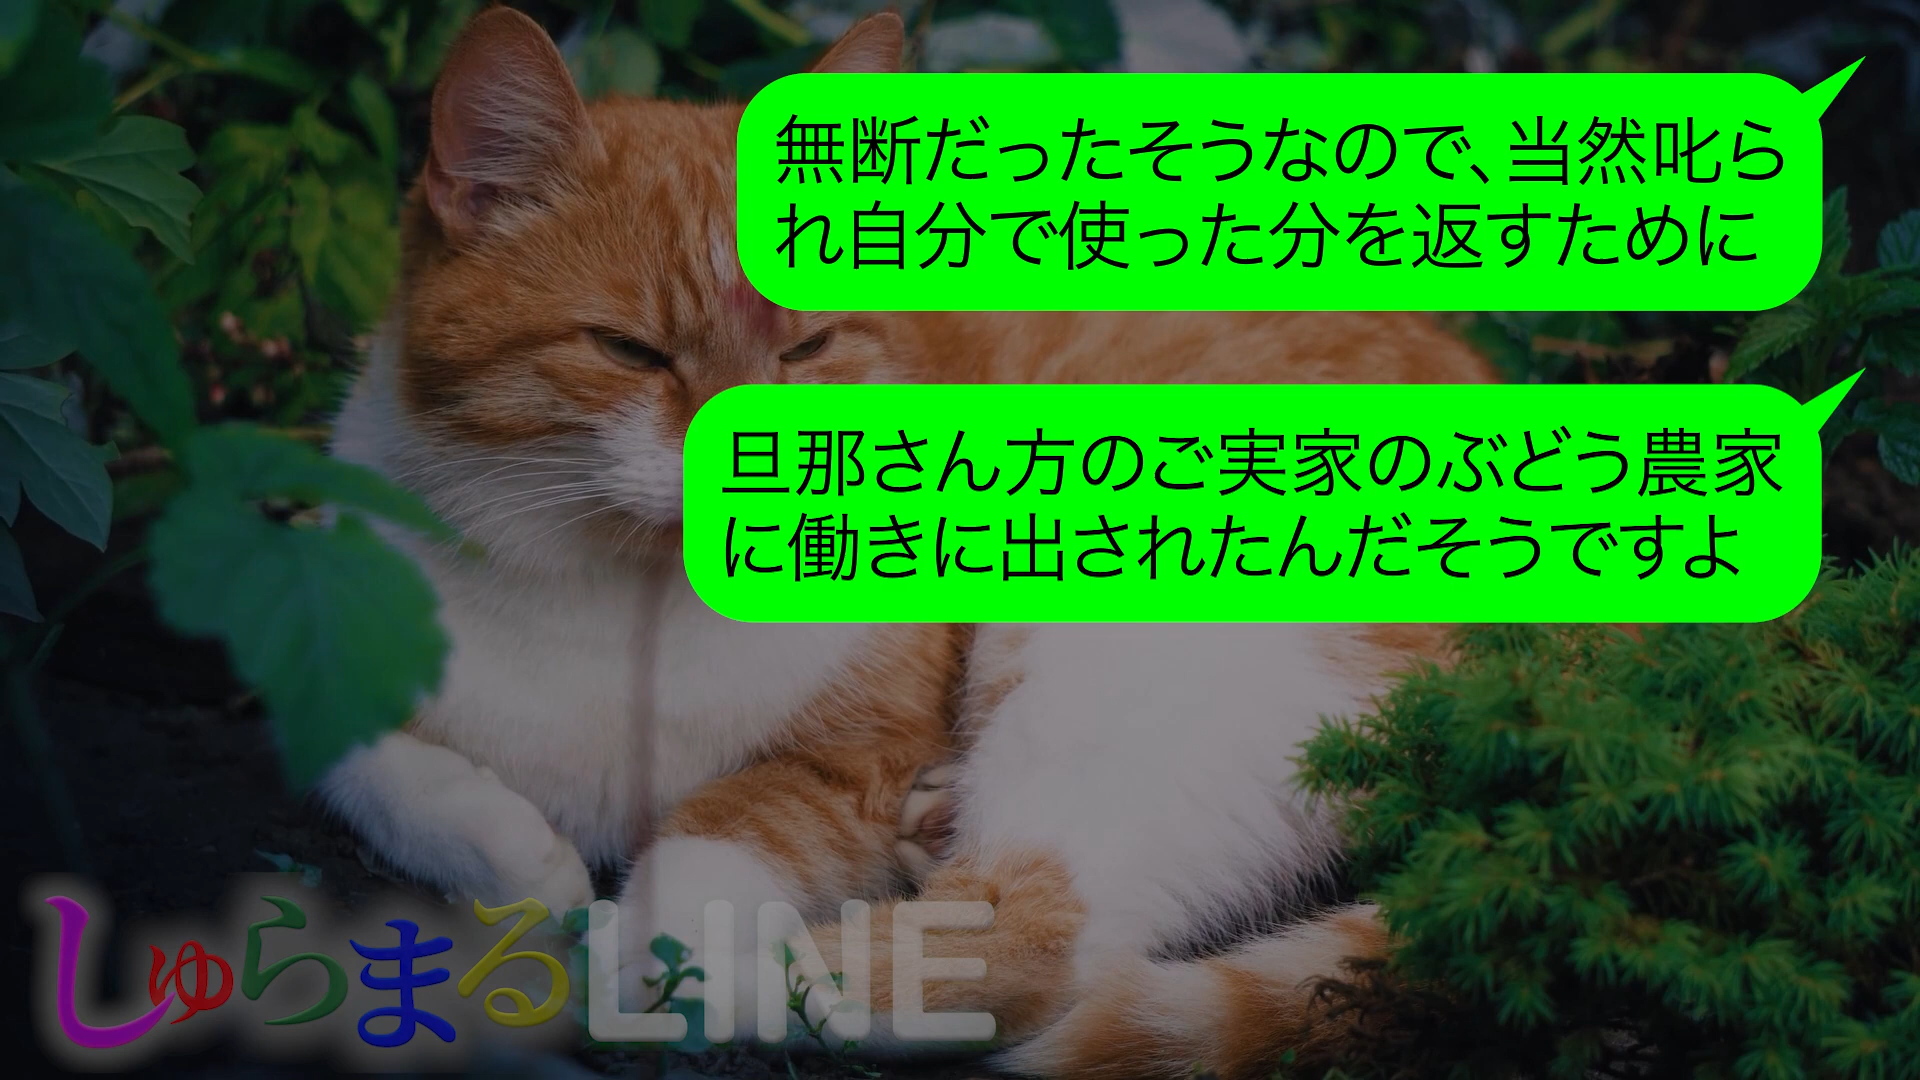 無断だったそうなので、当然叱ら
れ自分で使った分を返すために
旦那さん方のご実家のぶどう農家
に働きに出されたんだそうですよ
しゅらまるLINE